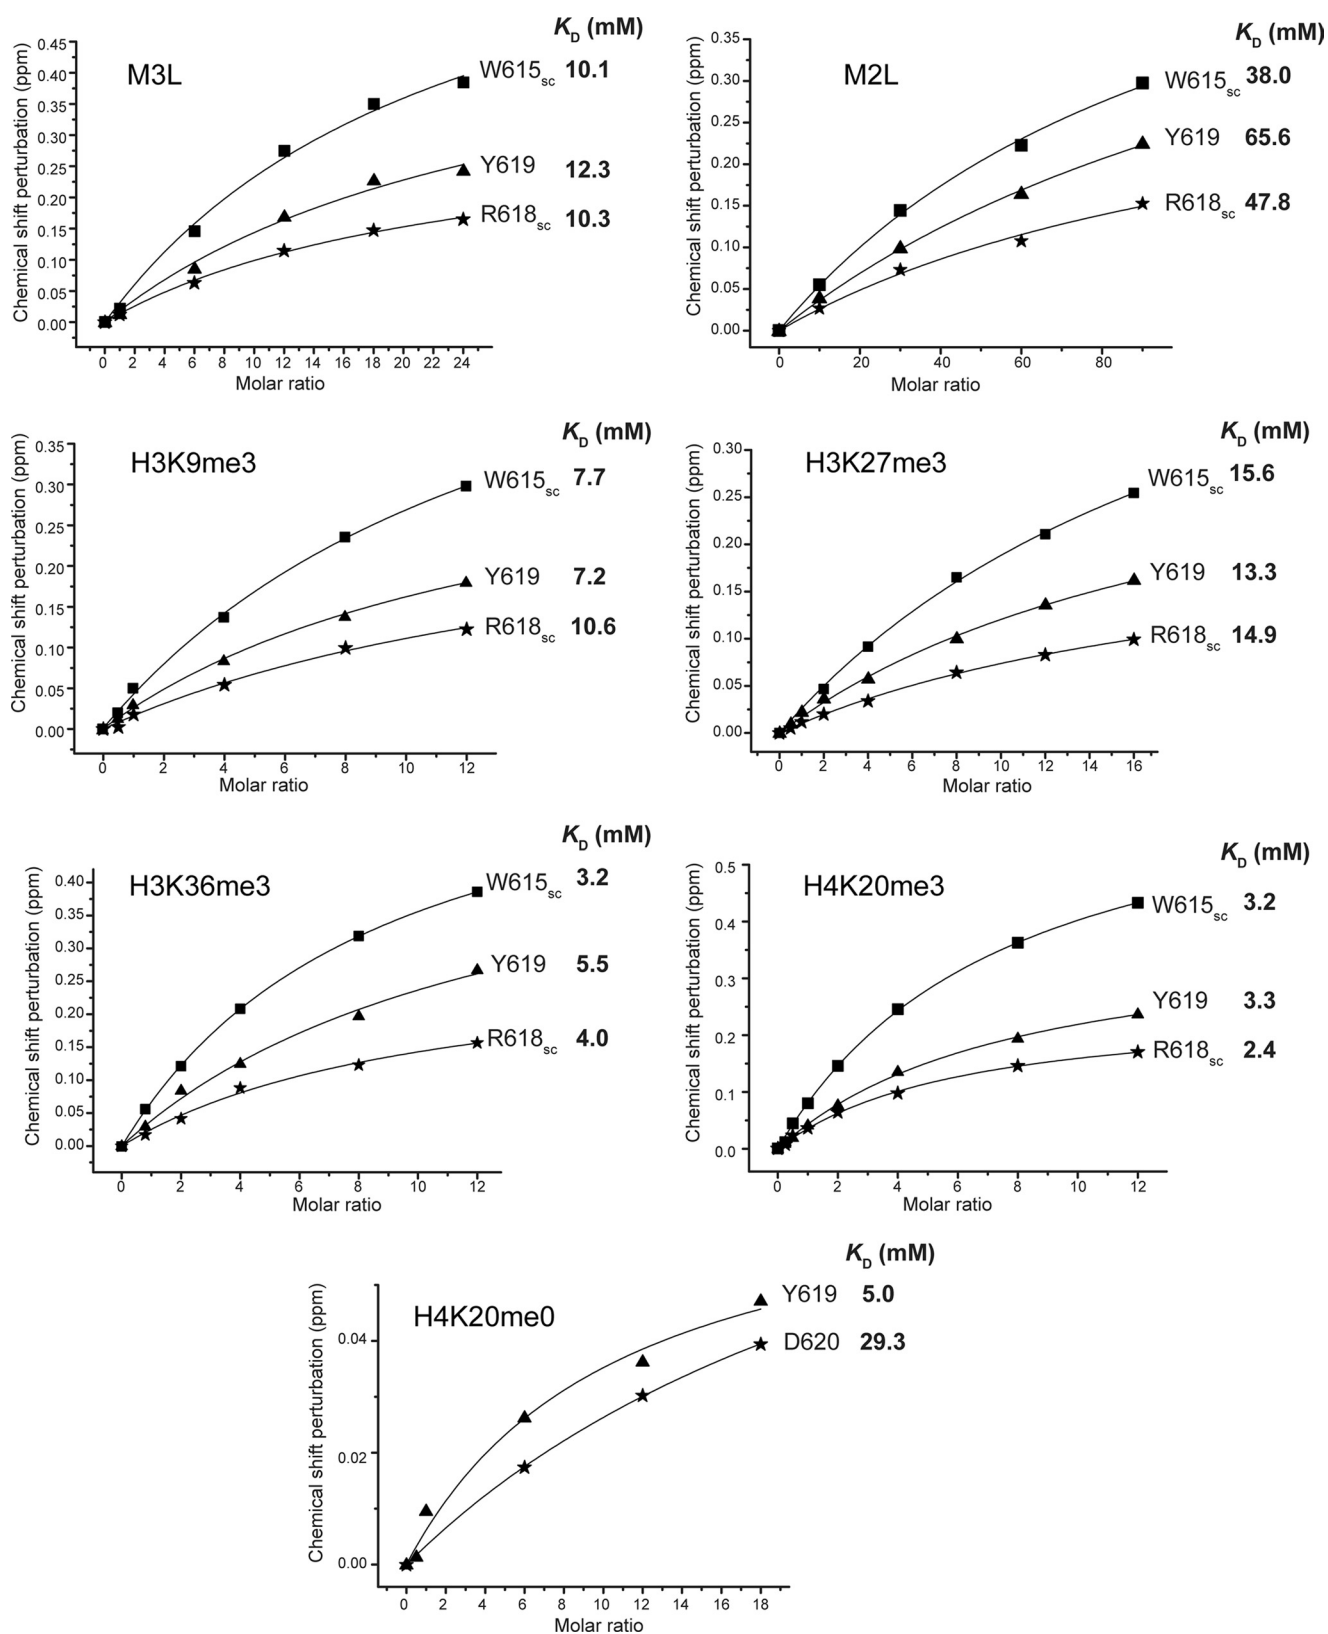 K_D (mM)
M3L
W615_sc 10.1
Y619 12.3
R618_sc 10.3
Chemical shift perturbation (ppm)
0.45
0.40
0.35
0.30
0.25
0.20
0.15
0.10
0.05
0.00
0 2 4 6 8 10 12 14 16 18 20 22 24
Molar ratio
K_D (mM)
M2L
W615_sc 38.0
Y619 65.6
R618_sc 47.8
Chemical shift perturbation (ppm)
0.35
0.30
0.25
0.20
0.15
0.10
0.05
0.00
0 20 40 60 80
Molar ratio
K_D (mM)
H3K9me3
W615_sc 7.7
Y619 7.2
R618_sc 10.6
Chemical shift perturbation (ppm)
0.35
0.30
0.25
0.20
0.15
0.10
0.05
0.00
0 2 4 6 8 10 12
Molar ratio
K_D (mM)
H3K27me3
W615_sc 15.6
Y619 13.3
R618_sc 14.9
Chemical shift perturbation (ppm)
0.30
0.25
0.20
0.15
0.10
0.05
0.00
0 2 4 6 8 10 12 14 16
Molar ratio
K_D (mM)
H3K36me3
W615_sc 3.2
Y619 5.5
R618_sc 4.0
Chemical shift perturbation (ppm)
0.40
0.35
0.30
0.25
0.20
0.15
0.10
0.05
0.00
0 2 4 6 8 10 12
Molar ratio
K_D (mM)
H4K20me3
W615_sc 3.2
Y619 3.3
R618_sc 2.4
Chemical shift perturbation (ppm)
0.5
0.4
0.3
0.2
0.1
0.0
0 2 4 6 8 10 12
Molar ratio
K_D (mM)
H4K20me0
Y619 5.0
D620 29.3
Chemical shift perturbation (ppm)
0.04
0.02
0.00
0 2 4 6 8 10 12 14 16 18
Molar ratio